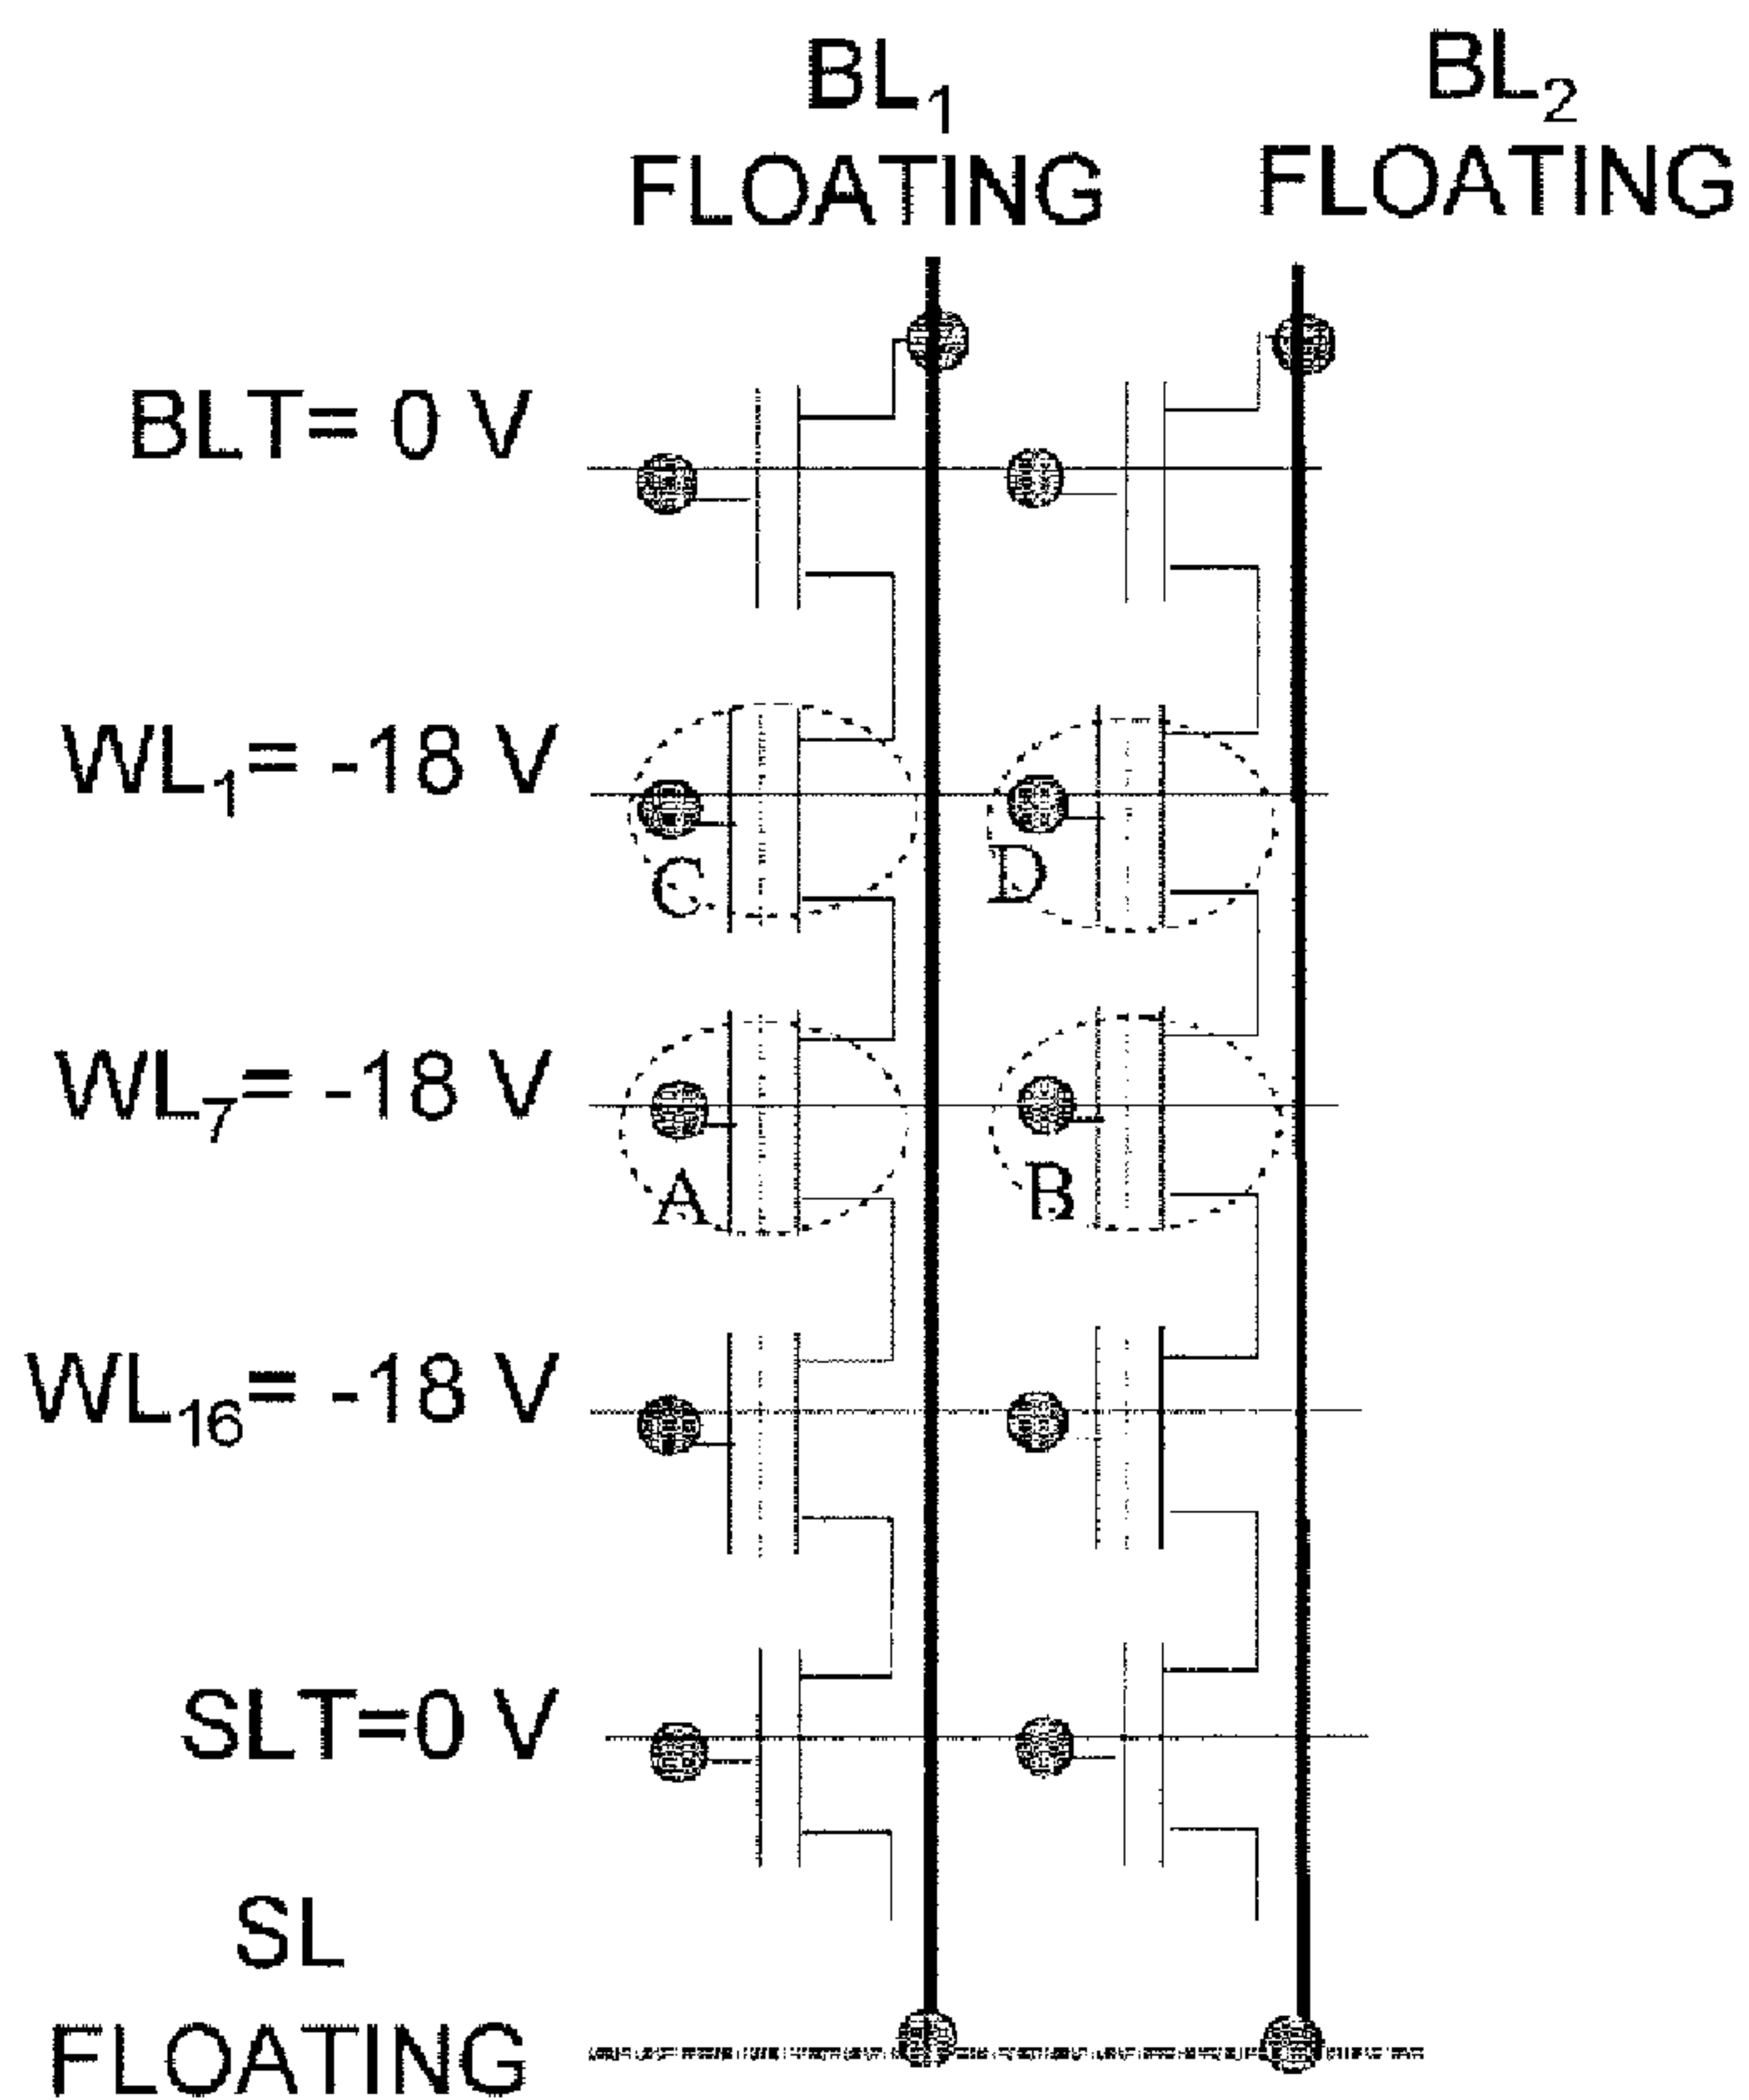 BL1
FLOATING
BL2
FLOATING
BLT= 0 V
WL1= -18 V
C
D
WL7= -18 V
A
B
WL16= -18 V
SLT=0 V
SL
FLOATING